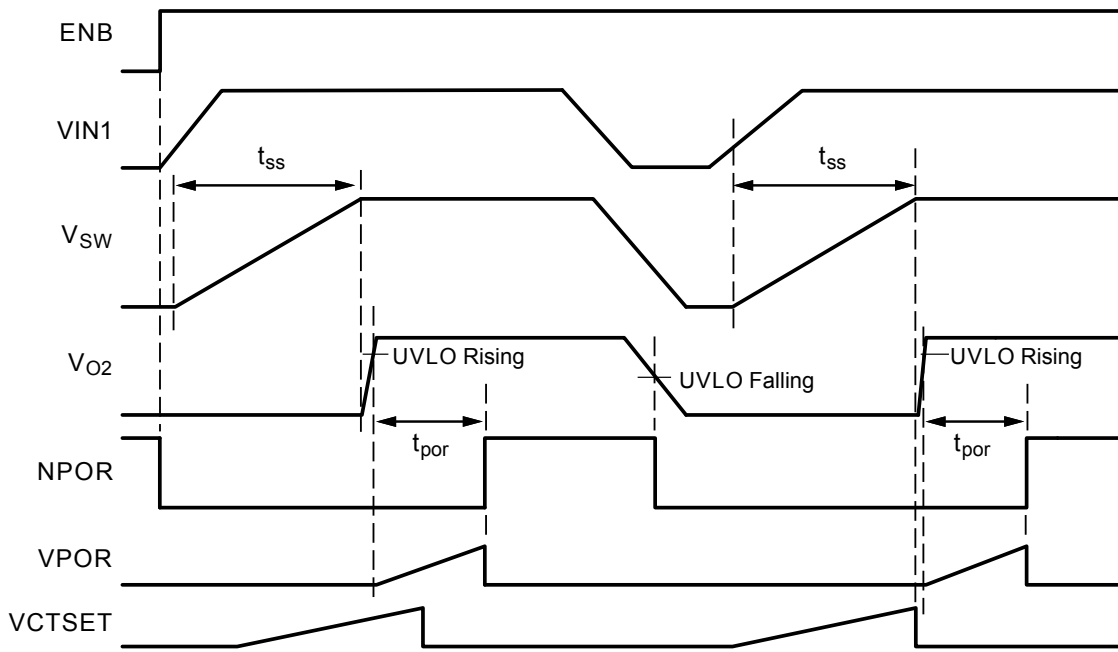 ENB
VIN1
tss
tss
VSW
VO2
UVLO Rising
UVLO Falling
UVLO Rising
tpor
tpor
NPOR
VPOR
VCTSET